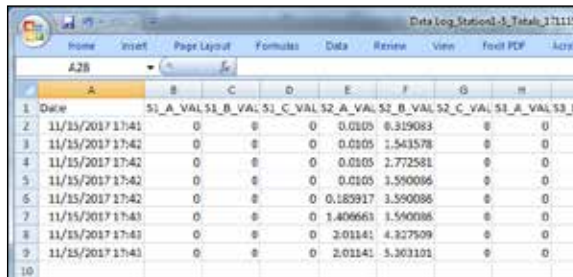 Data Log_Station1-5_Totals_171115
Home Insert Page Layout Formulas Data Review View Foxit PDF
A28 fx
A B C D E F G H
1 Date S1_A_VAL S1_B_VAL S1_C_VAL S2_A_VAL S2_B_VAL S2_C_VAL S3_A_VAL S3
2 11/15/2017 17:41 0 0 0 0.0105 0.319083 0 0
3 11/15/2017 17:42 0 0 0 0.0105 1.543578 0 0
4 11/15/2017 17:42 0 0 0 0.0105 2.772581 0 0
5 11/15/2017 17:42 0 0 0 0.0105 3.590086 0 0
6 11/15/2017 17:42 0 0 0 0.185917 3.590086 0 0
7 11/15/2017 17:43 0 0 0 1.406663 3.590086 0 0
8 11/15/2017 17:43 0 0 0 2.01141 4.327509 0 0
9 11/15/2017 17:43 0 0 0 2.01141 5.303101 0 0
10